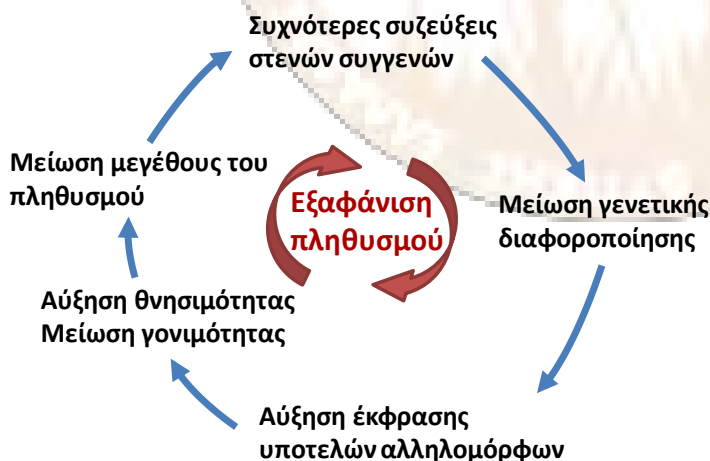 Συχνότερες συζεύξεις
στενών συγγενών
Μείωση γενετικής
διαφοροποίησης
Αύξηση έκφρασης
υποτελών αλληλομόρφων
Αύξηση θνησιμότητας
Μείωση γονιμότητας
Μείωση μεγέθους του
πληθυσμού
Εξαφάνιση
πληθυσμού